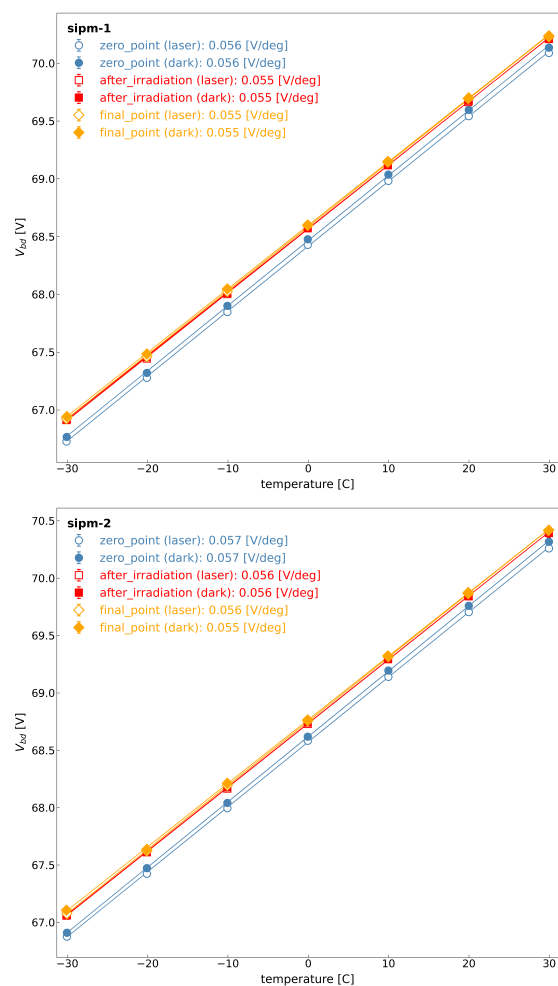 sipm-1
zero_point (laser): 0.056 [V/deg]
zero_point (dark): 0.056 [V/deg]
after_irradiation (laser): 0.055 [V/deg]
after_irradiation (dark): 0.055 [V/deg]
final_point (laser): 0.055 [V/deg]
final_point (dark): 0.055 [V/deg]
70.0
69.5
69.0
68.5
68.0
67.5
67.0
V_bd [V]
−30 −20 −10 0 10 20 30
temperature [C]
sipm-2
zero_point (laser): 0.057 [V/deg]
zero_point (dark): 0.057 [V/deg]
after_irradiation (laser): 0.056 [V/deg]
after_irradiation (dark): 0.056 [V/deg]
final_point (laser): 0.056 [V/deg]
final_point (dark): 0.055 [V/deg]
70.5
70.0
69.5
69.0
68.5
68.0
67.5
67.0
V_bd [V]
−30 −20 −10 0 10 20 30
temperature [C]